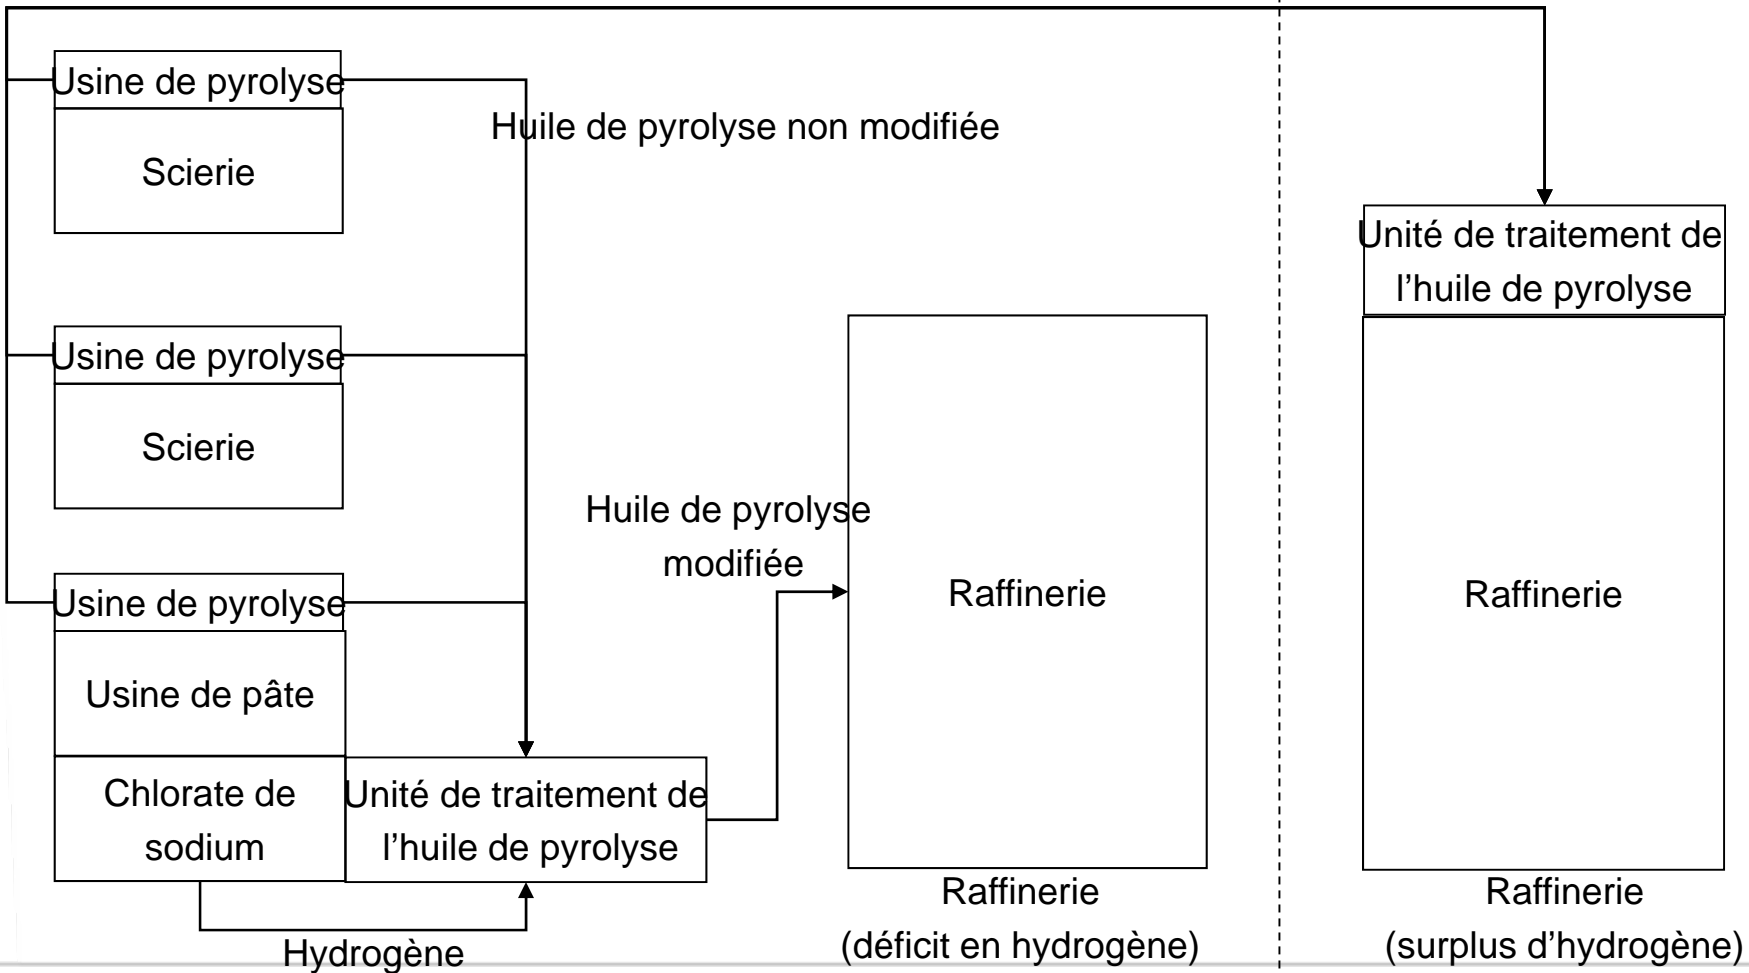 Usine de pyrolyse
Huile de pyrolyse non modifiée
Scierie
Unité de traitement de
l'huile de pyrolyse
Usine de pyrolyse
Scierie
Huile de pyrolyse
modifiée
Raffinerie
Raffinerie
Usine de pyrolyse
Usine de pâte
Chlorate de
sodium
Unité de traitement de
l'huile de pyrolyse
Hydrogène
Raffinerie
(déficit en hydrogène)
Raffinerie
(surplus d'hydrogène)